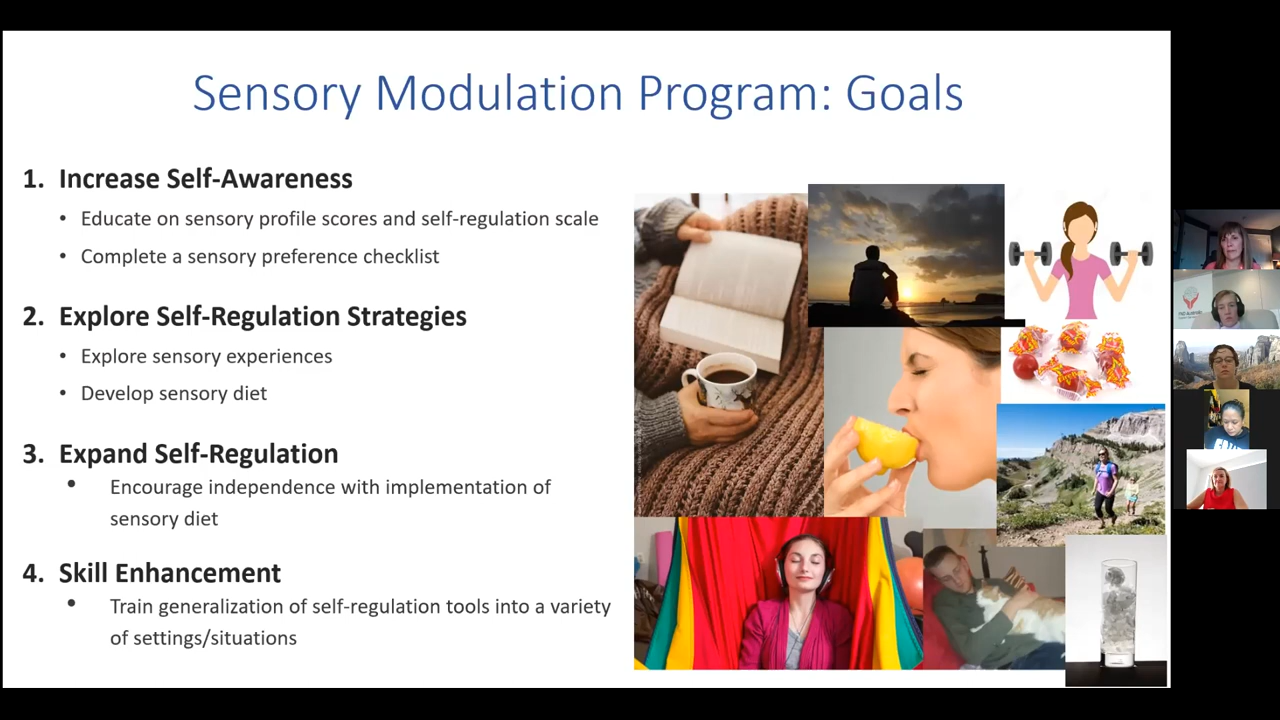 Sensory Modulation Program: Goals
1. Increase Self-Awareness
• Educate on sensory profile scores and self-regulation scale
• Complete a sensory preference checklist
2. Explore Self-Regulation Strategies
• Explore sensory experiences
• Develop sensory diet
3. Expand Self-Regulation
• Encourage independence with implementation of
sensory diet
4. Skill Enhancement
• Train generalization of self-regulation tools into a variety
of settings/situations